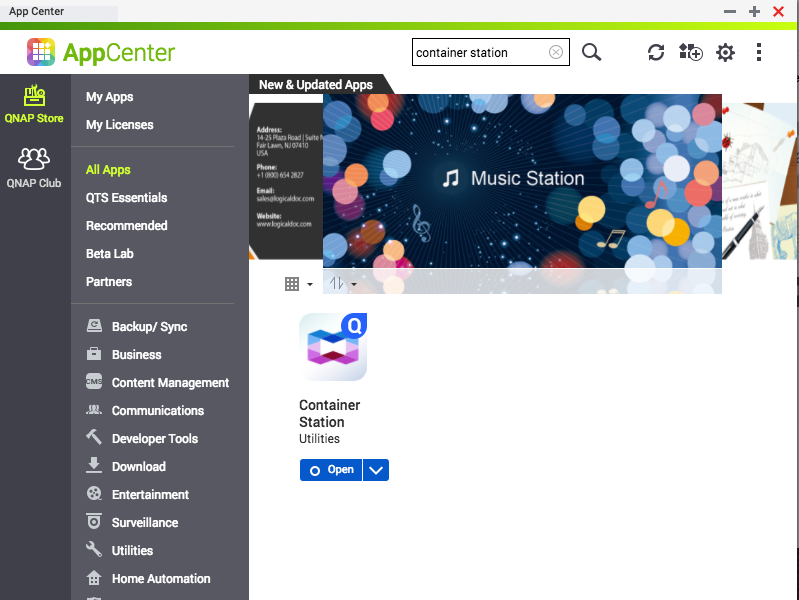 App Center
AppCenter
container station
QNAP Store
QNAP Club
My Apps
My Licenses
All Apps
QTS Essentials
Recommended
Beta Lab
Partners
Backup/ Sync
Business
CMS
Content Management
Communications
Developer Tools
Download
Entertainment
Surveillance
Utilities
Home Automation
New & Updated Apps
Address:
14-25 Plaza Road | Suite N
Fair Lawn, NJ 07410
USA
Phone:
+1 (800) 654 2827
Email:
sales@logicaldoc.com
Website:
www.logicaldoc.com
Music Station
Q
Container
Station
Utilities
Open